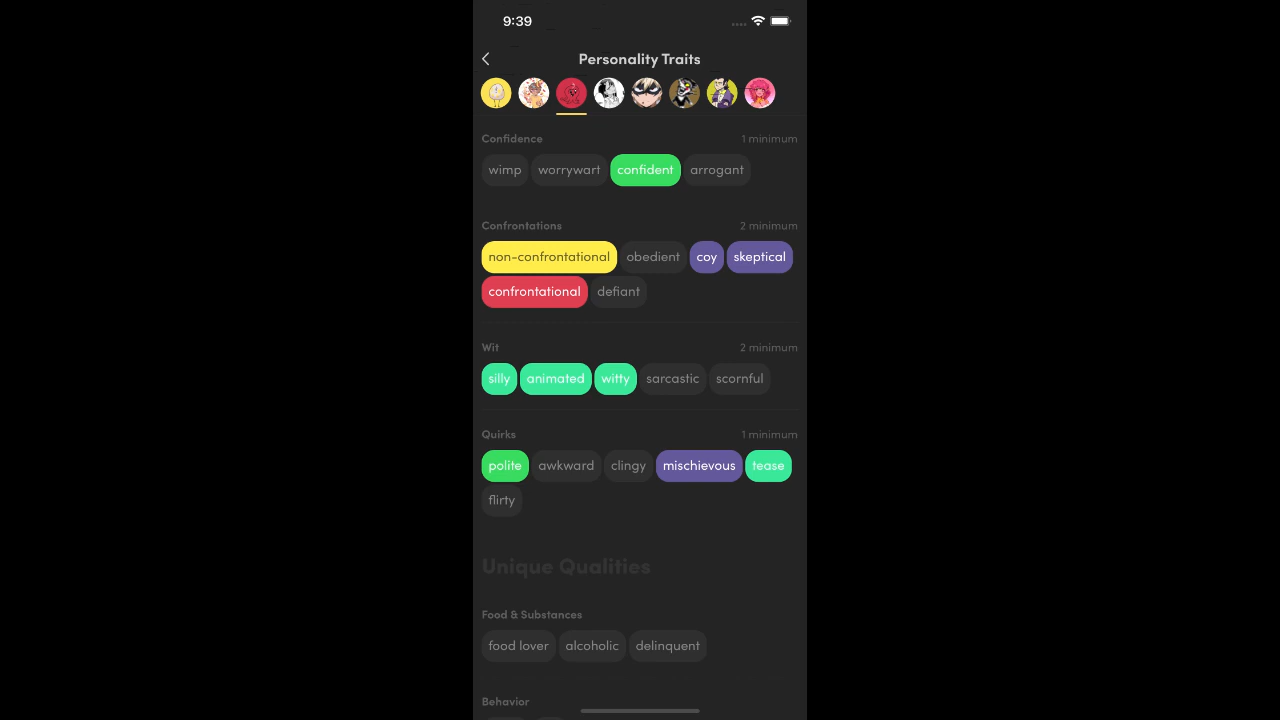 9:39
Personality Traits
Confidence 1 minimum
wimp worrywart confident arrogant
Confrontations 2 minimum
non-confrontational obedient coy skeptical
confrontational defiant
Wit 2 minimum
silly animated witty sarcastic scornful
Quirks 1 minimum
polite awkward clingy mischievous tease
flirty
Unique Qualities
Food & Substances
food lover alcoholic delinquent
Behavior